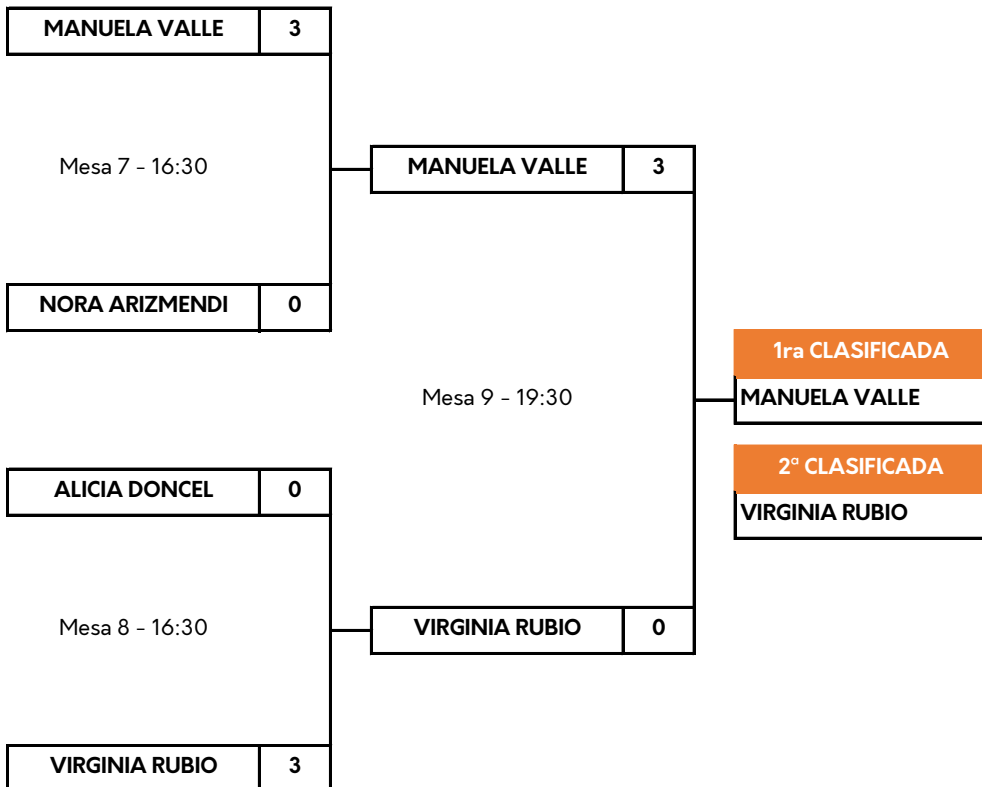 MANUELA VALLE 3
Mesa 7 - 16:30
MANUELA VALLE 3
NORA ARIZMENDI 0
1ra CLASIFICADA
Mesa 9 - 19:30
MANUELA VALLE
2ª CLASIFICADA
ALICIA DONCEL 0
VIRGINIA RUBIO
Mesa 8 - 16:30
VIRGINIA RUBIO 0
VIRGINIA RUBIO 3